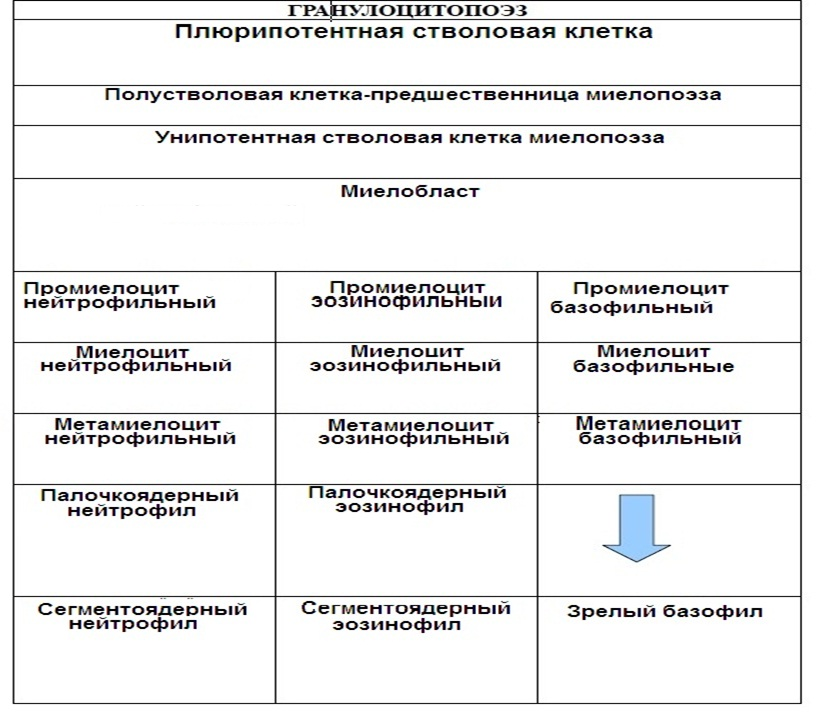 ГРАНУЛОЦИТОПОЭЗ
Плюрипотентная стволовая клетка
Полустволовая клетка-предшественница миелопоэза
Унипотентная стволовая клетка миелопоэза
Миелобласт
Промиелоцит
нейтрофильный
Промиелоцит
эозинофильный
Промиелоцит
базофильный
Миелоцит
нейтрофильный
Миелоцит
эозинофильный
Миелоцит
базофильные
Метамиелоцит
нейтрофильный
Метамиелоцит
эозинофильный
Метамиелоцит
базофильный
Палочкоядерный
нейтрофил
Палочкоядерный
эозинофил
Сегментоядерный
нейтрофил
Сегментоядерный
эозинофил
Зрелый базофил